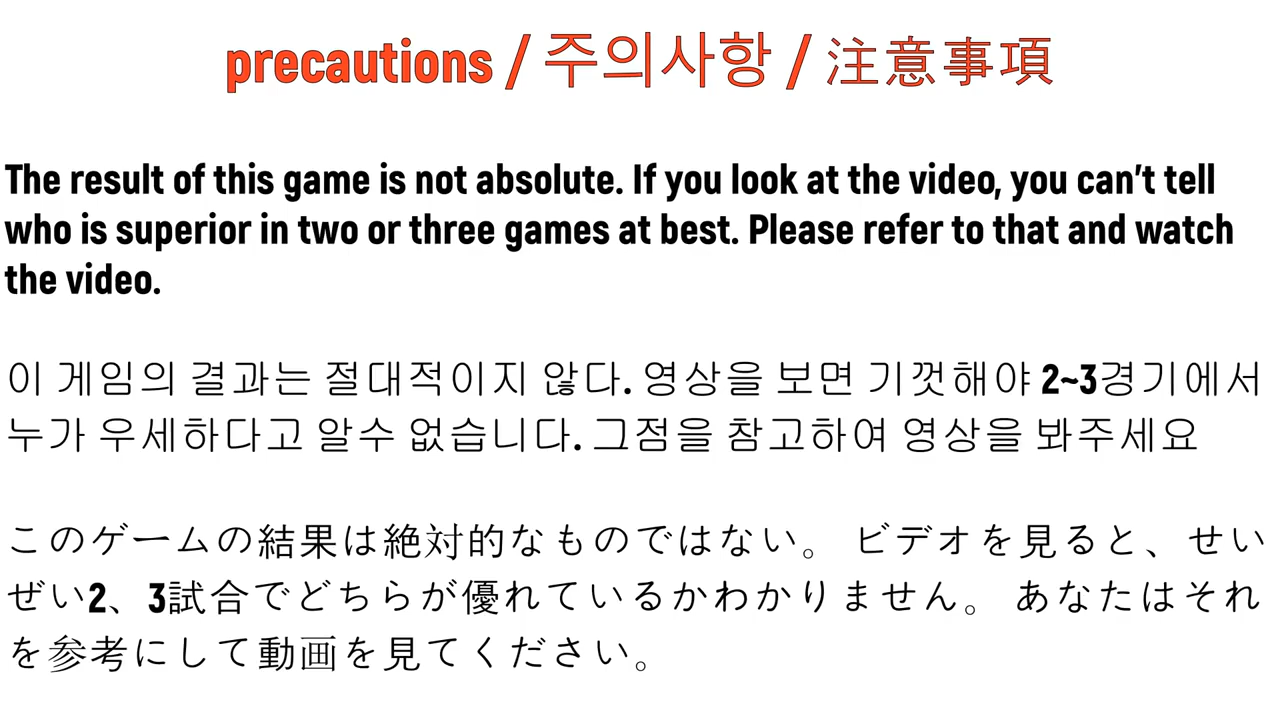 precautions / 주의사항 / 注意事項
The result of this game is not absolute. If you look at the video, you can't tell
who is superior in two or three games at best. Please refer to that and watch
the video.
이 게임의 결과는 절대적이지 않다. 영상을 보면 기껏해야 2~3경기에서
누가 우세하다고 알수 없습니다. 그점을 참고하여 영상을 봐주세요
このゲームの結果は絶対的なものではない。 ビデオを見ると、せい
ぜい2、3試合でどちらが優れているかわかりません。 あなたはそれ
を参考にして動画を見てください。